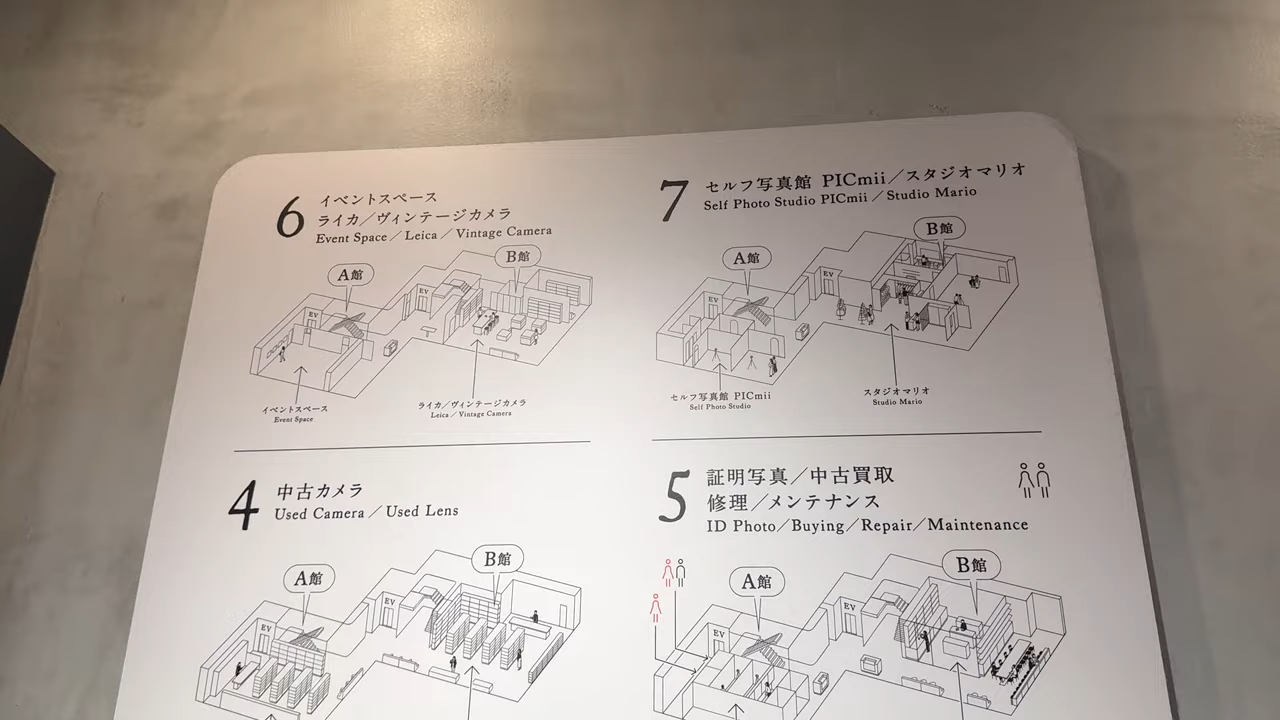 6
イベントスペース
ライカ／ヴィンテージカメラ
Event Space／Leica／Vintage Camera
A館
B館
EV
EV
イベントスペース
Event Space
ライカ／ヴィンテージカメラ
Leica／Vintage Camera
7
セルフ写真館 PICmii／スタジオマリオ
Self Photo Studio PICmii／Studio Mario
A館
B館
EV
EV
セルフ写真館 PICmii
Self Photo Studio
スタジオマリオ
Studio Mario
4
中古カメラ
Used Camera／Used Lens
A館
B館
EV
EV
5
証明写真／中古買取
修理／メンテナンス
ID Photo／Buying／Repair／Maintenance
A館
B館
EV
EV